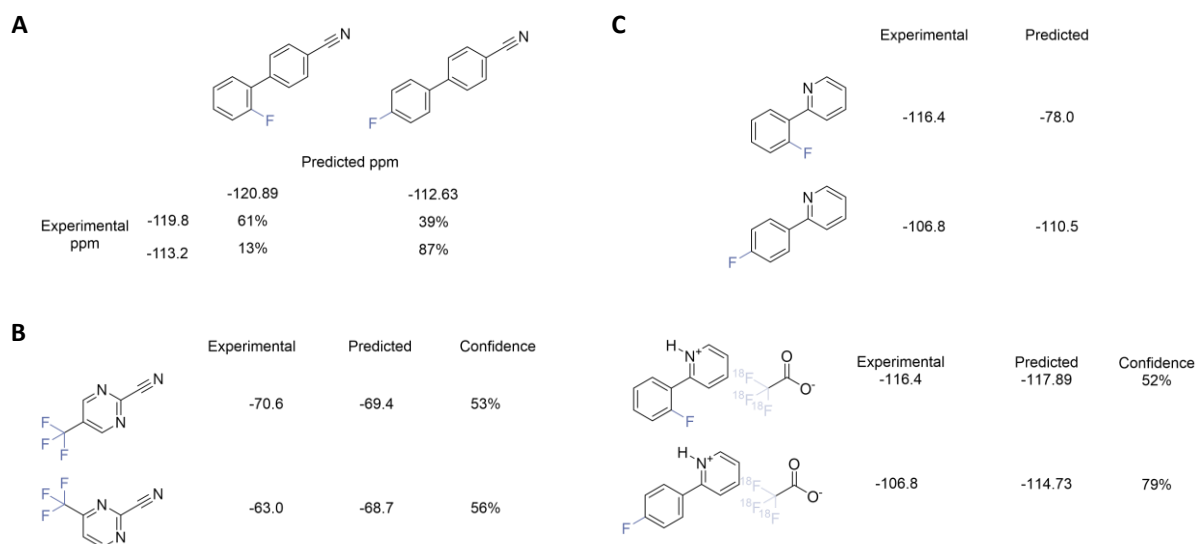 A
N
F
N
F
Predicted ppm
-120.89 -112.63
Experimental ppm
-119.8 61% 39%
-113.2 13% 87%
B
Experimental Predicted Confidence
N N N
F F F
-70.6 -69.4 53%
F F F
N N N
-63.0 -68.7 56%
C
Experimental Predicted
N
F
-116.4 -78.0
N
F
-106.8 -110.5
Experimental Predicted Confidence
H N+
F
18F 18F 18F
O O-
-116.4 -117.89 52%
H N+
F
18F 18F 18F
O O-
-106.8 -114.73 79%